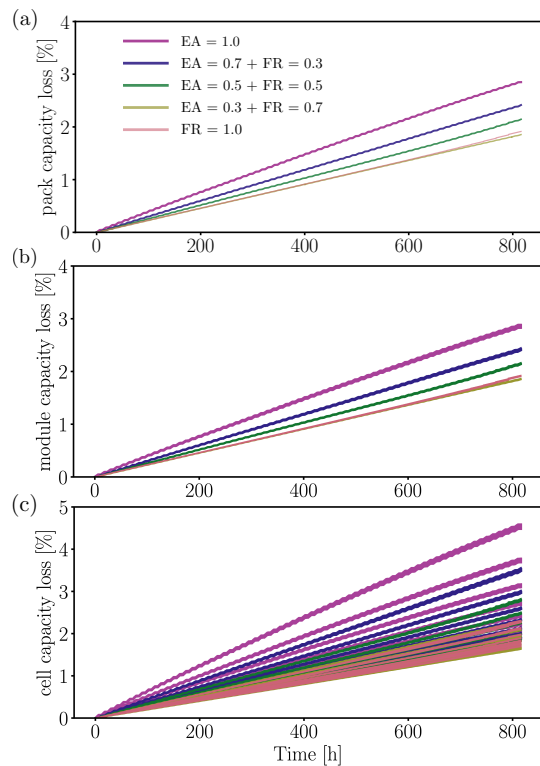 (a)
pack capacity loss [%]
4
3
2
1
0
EA = 1.0
EA = 0.7 + FR = 0.3
EA = 0.5 + FR = 0.5
EA = 0.3 + FR = 0.7
FR = 1.0
0 200 400 600 800
(b)
module capacity loss [%]
4
3
2
1
0
0 200 400 600 800
(c)
cell capacity loss [%]
5
4
3
2
1
0
0 200 400 600 800
Time [h]